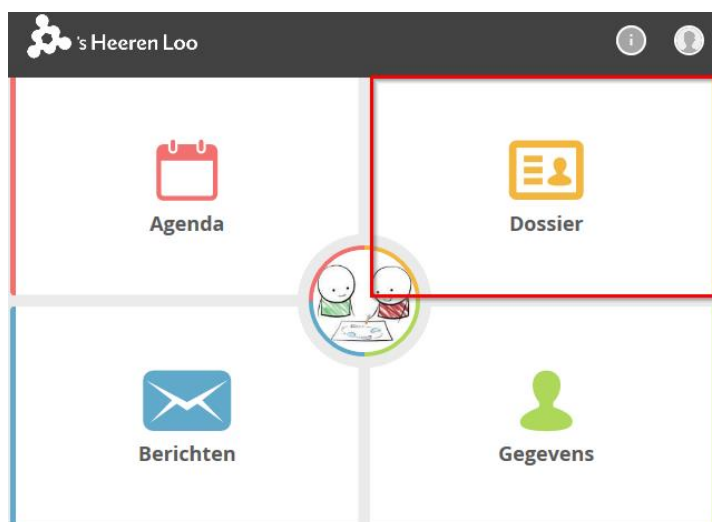 's Heeren Loo
i
Agenda
Dossier
Berichten
Gegevens